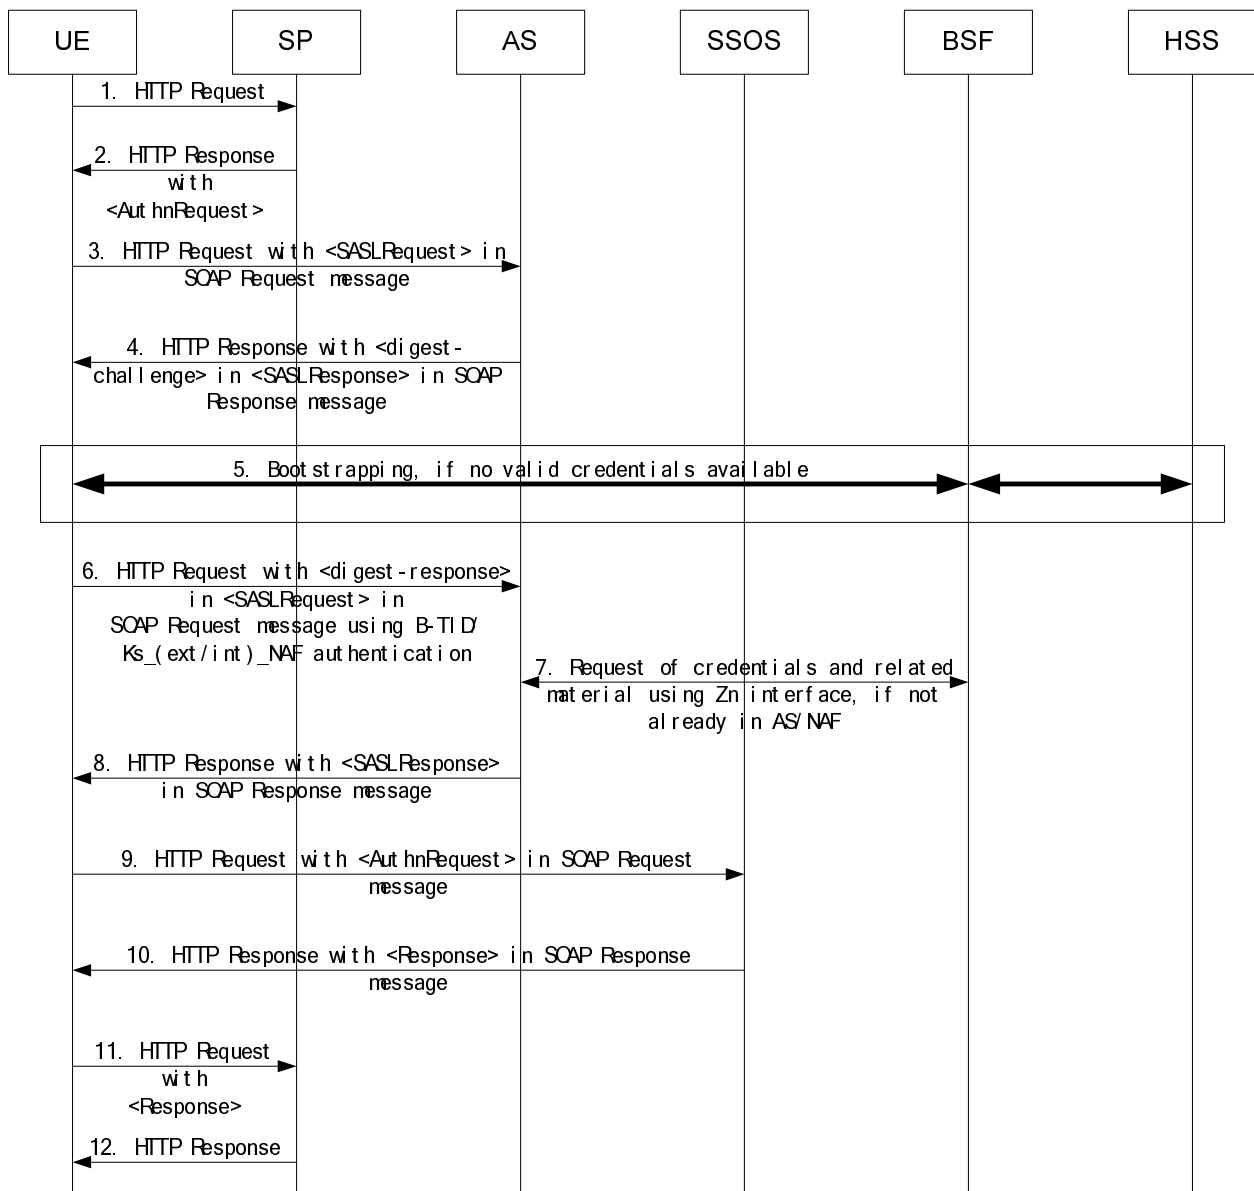 UE
SP
AS
SSOS
BSF
HSS
1. HTTP Request
2. HTTP Response
with
<AuthnRequest>
3. HTTP Request with <SASLRequest> in
SOAP Request message
4. HTTP Response with <digest-
challenge> in <SASLResponse> in SOAP
Response message
5. Bootstrapping, if no valid credentials available
6. HTTP Request with <digest-response>
in <SASLRequest> in
SOAP Request message using B-TID/
Ks_(ext/int)_NAF authentication
7. Request of credentials and related
material using Zn interface, if not
already in AS/NAF
8. HTTP Response with <SASLResponse>
in SOAP Response message
9. HTTP Request with <AuthnRequest> in SOAP Request
message
10. HTTP Response with <Response> in SOAP Response
message
11. HTTP Request
with
<Response>
12. HTTP Response